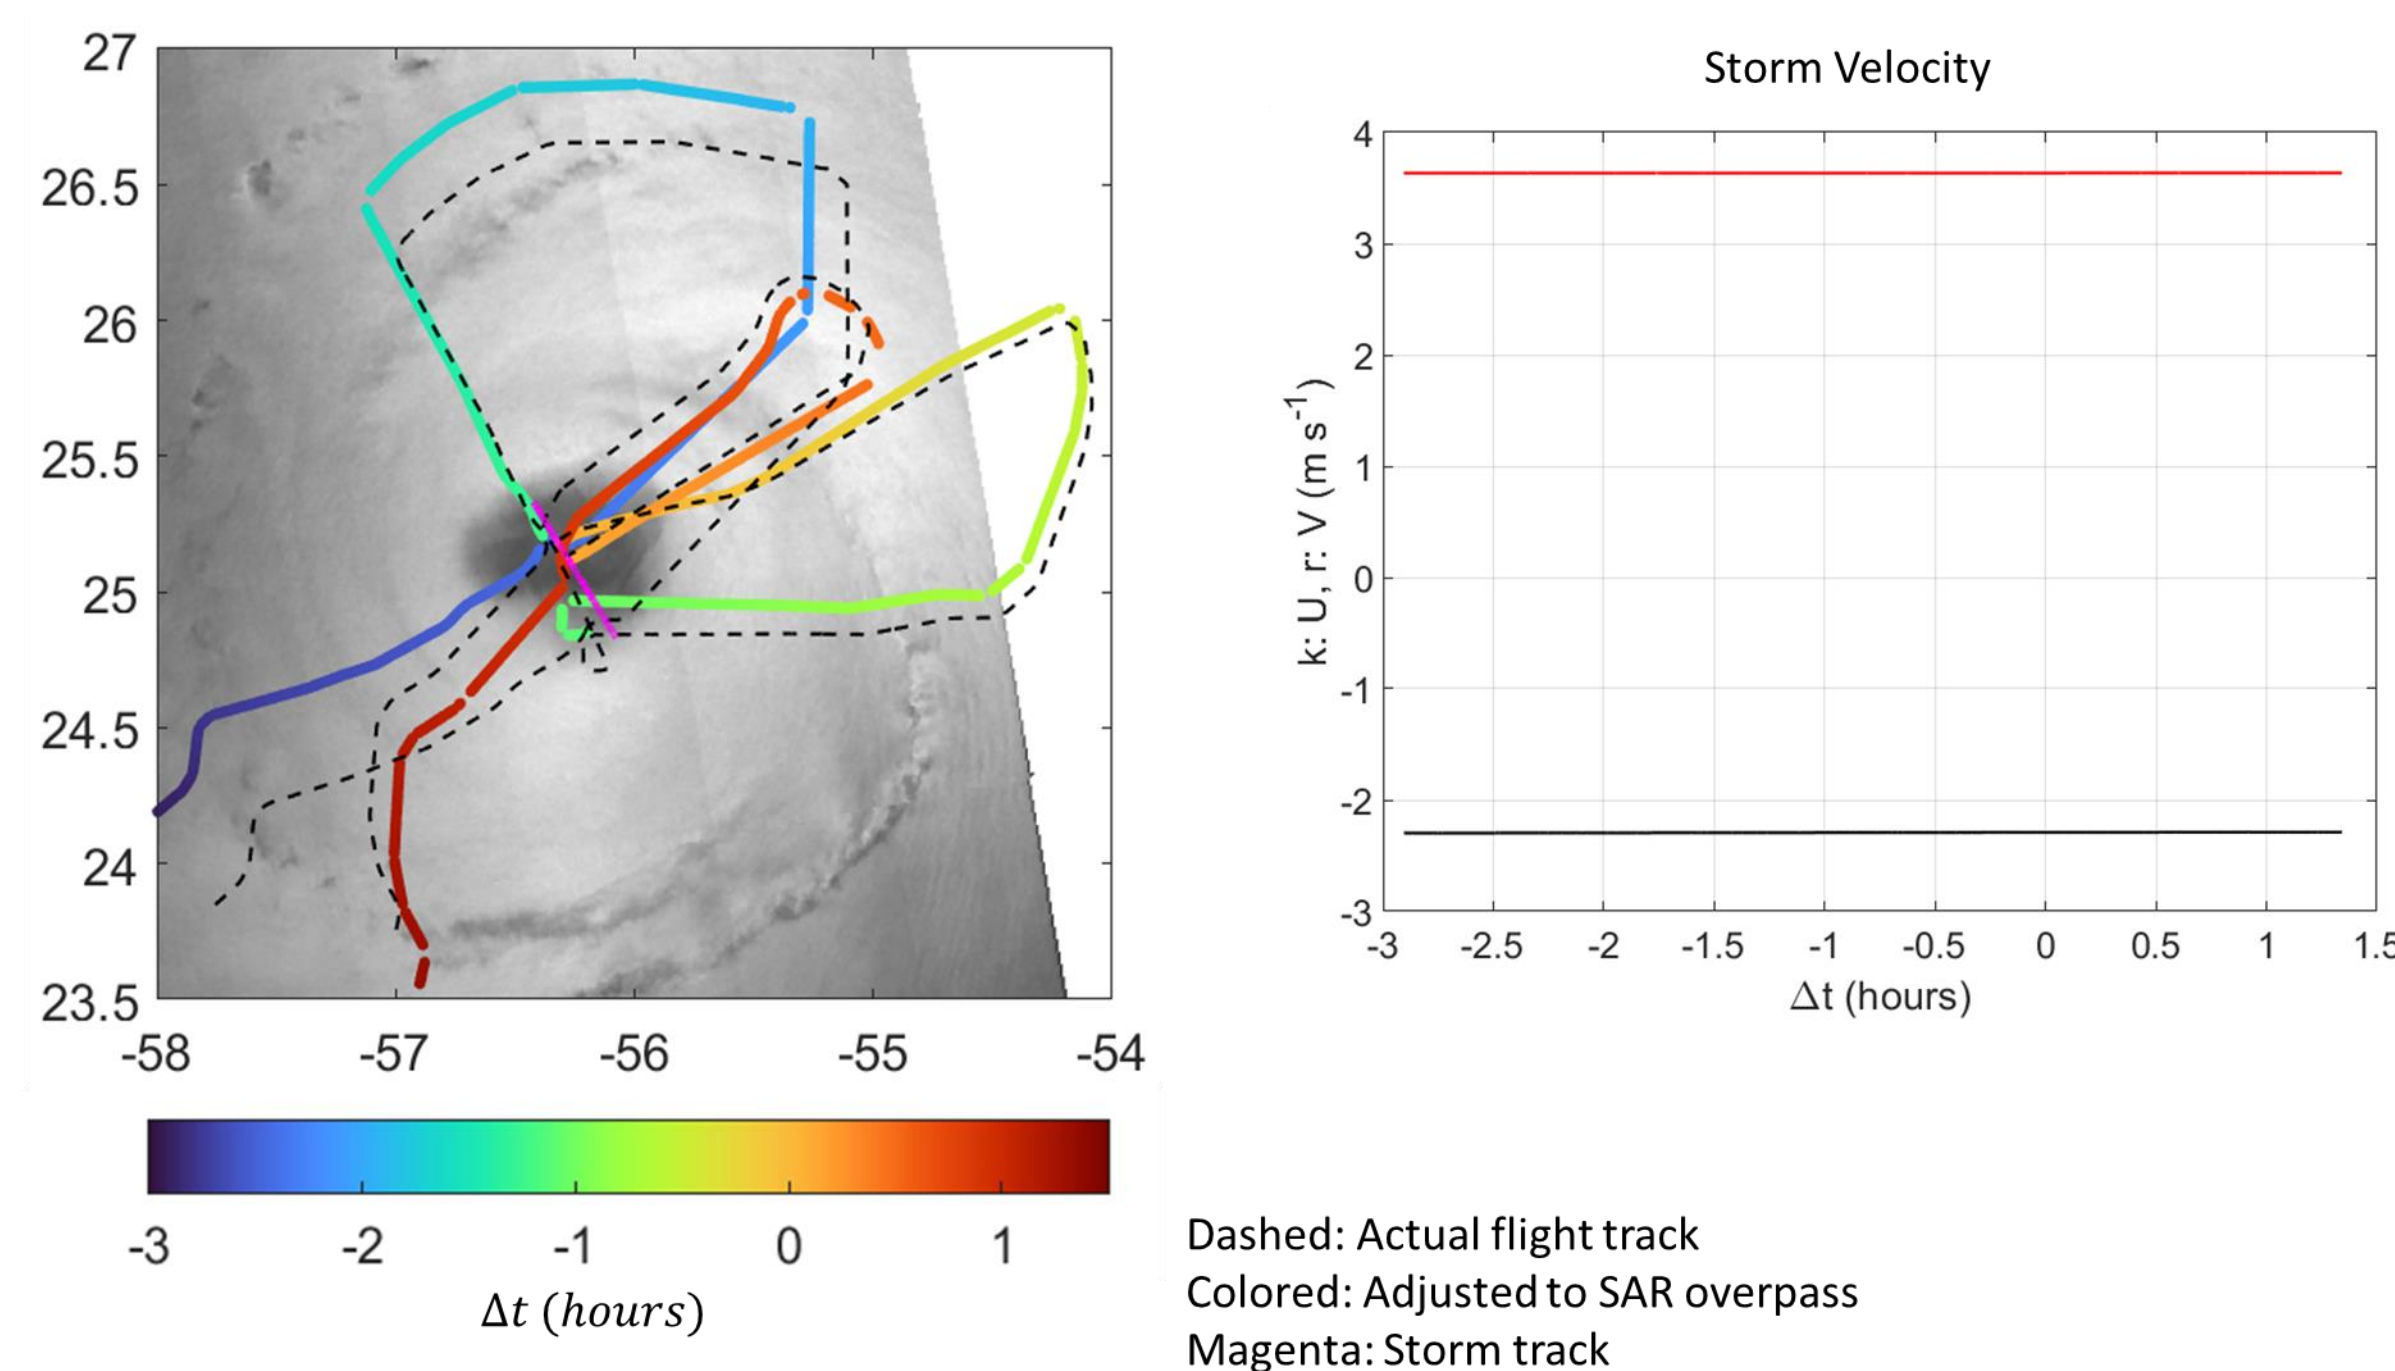 27
26.5
26
25.5
25
24.5
24
23.5
-58 -57 -56 -55 -54
-3 -2 -1 0 1
Δt (hours)
Storm Velocity
4
3
2
1
0
-1
-2
-3
k: U, r: V (m s⁻¹)
-3 -2.5 -2 -1.5 -1 -0.5 0 0.5 1 1.5
Δt (hours)
Dashed: Actual flight track
Colored: Adjusted to SAR overpass
Magenta: Storm track